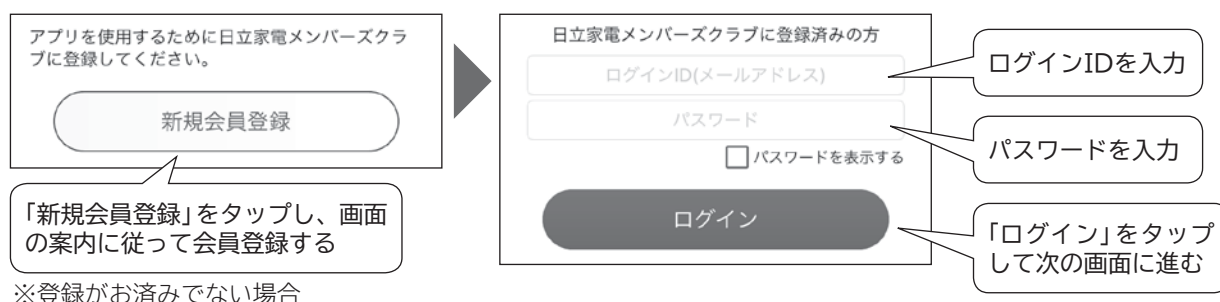 アプリを使用するために日立家電メンバーズクラ
ブに登録してください。
新規会員登録
「新規会員登録」をタップし、画面
の案内に従って会員登録する
※登録がお済みでない場合
日立家電メンバーズクラブに登録済みの方
ログインID(メールアドレス)
パスワード
パスワードを表示する
ログイン
ログインIDを入力
パスワードを入力
「ログイン」をタップ
して次の画面に進む